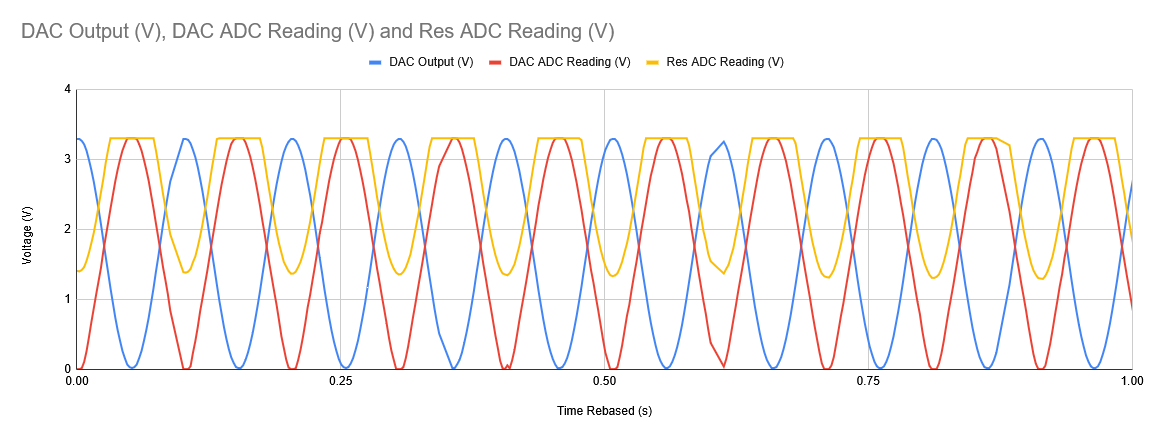 DAC Output (V), DAC ADC Reading (V) and Res ADC Reading (V)
DAC Output (V) DAC ADC Reading (V) Res ADC Reading (V)
4
3
2
1
0
Voltage (V)
0.00 0.25 0.50 0.75 1.00
Time Rebased (s)